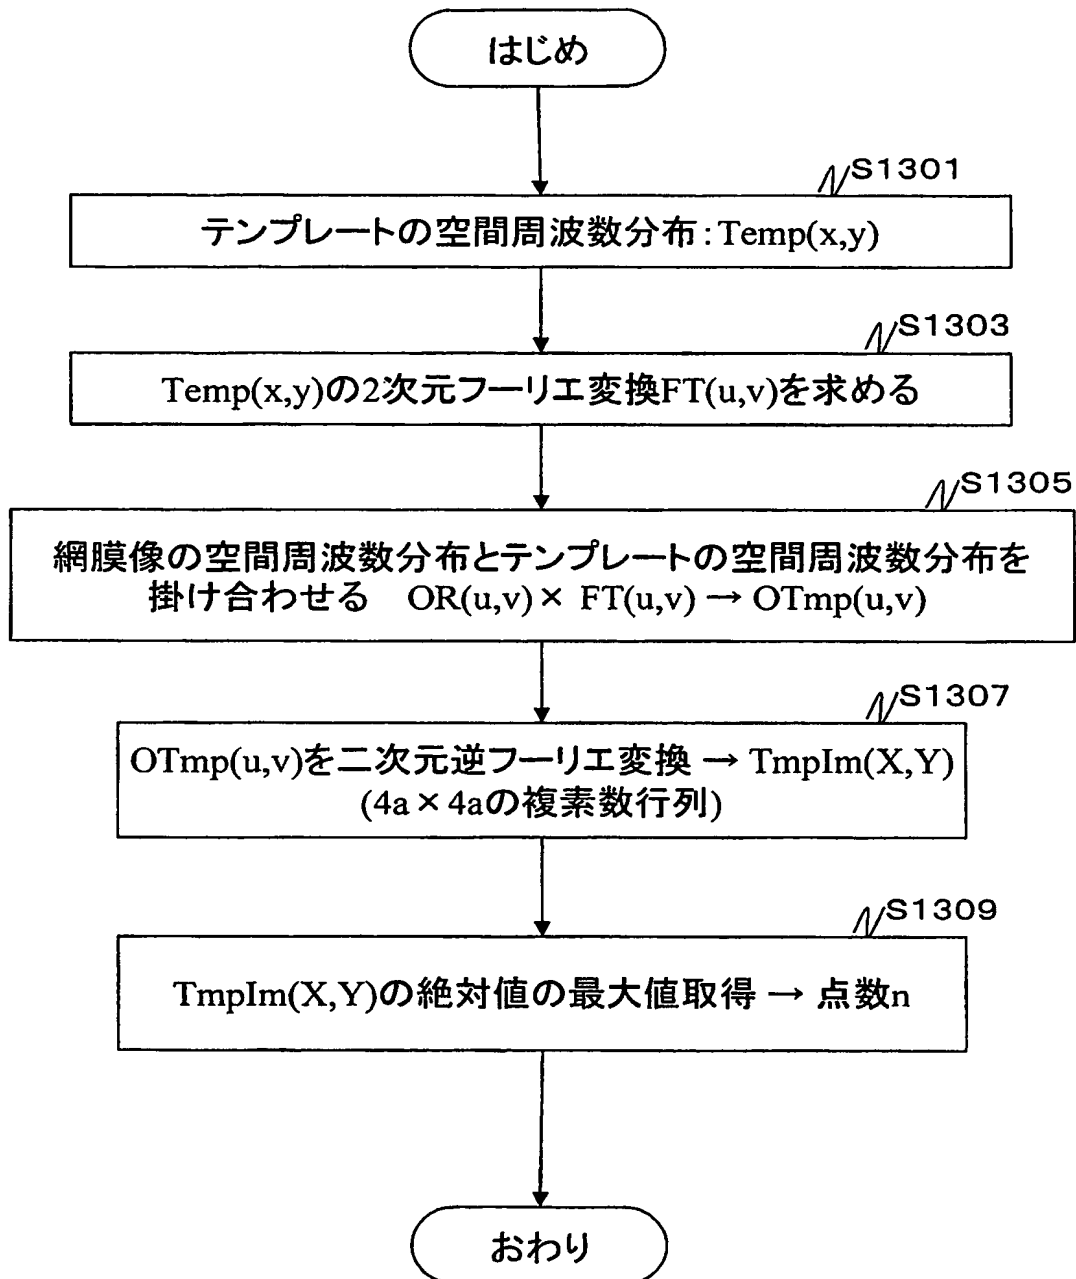 はじめ
S1301
テンプレートの空間周波数分布:Temp(x,y)
S1303
Temp(x,y)の2次元フーリエ変換FT(u,v)を求める
S1305
網膜像の空間周波数分布とテンプレートの空間周波数分布を
掛け合わせる OR(u,v)× FT(u,v) → OTmp(u,v)
S1307
OTmp(u,v)を二次元逆フーリエ変換 → TmpIm(X,Y)
(4a×4aの複素数行列)
S1309
TmpIm(X,Y)の絶対値の最大値取得 → 点数n
おわり